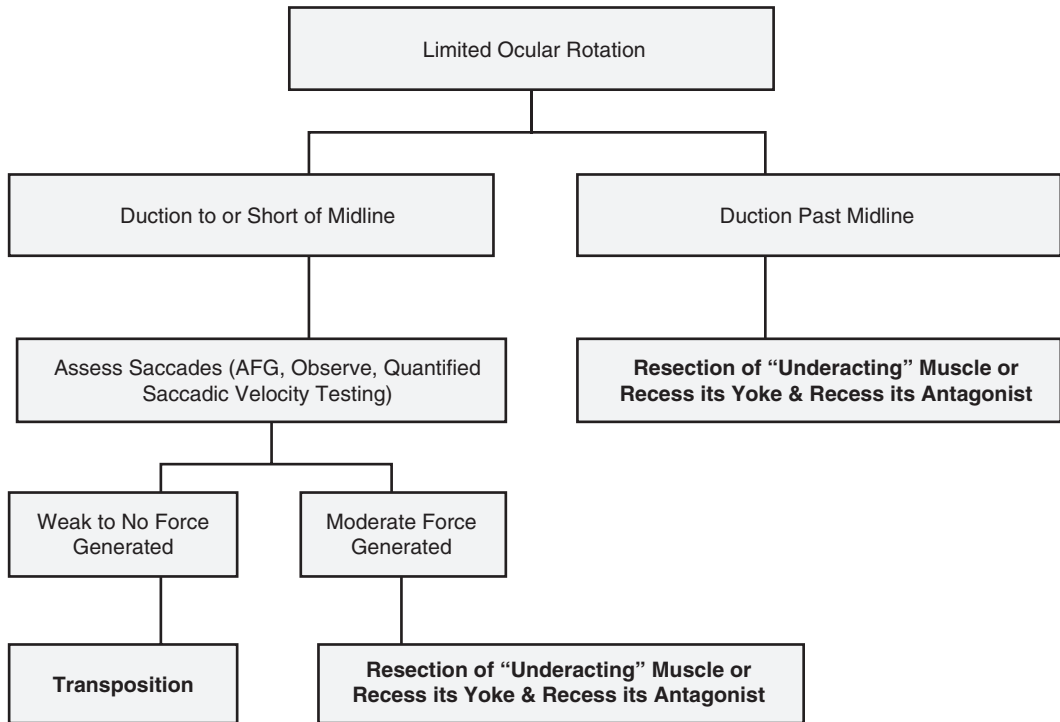 Limited Ocular Rotation
Duction to or Short of Midline
Duction Past Midline
Assess Saccades (AFG, Observe, Quantified
Saccadic Velocity Testing)
Resection of “Underacting” Muscle or
Recess its Yoke & Recess its Antagonist
Weak to No Force
Generated
Moderate Force
Generated
Transposition
Resection of “Underacting” Muscle or
Recess its Yoke & Recess its Antagonist